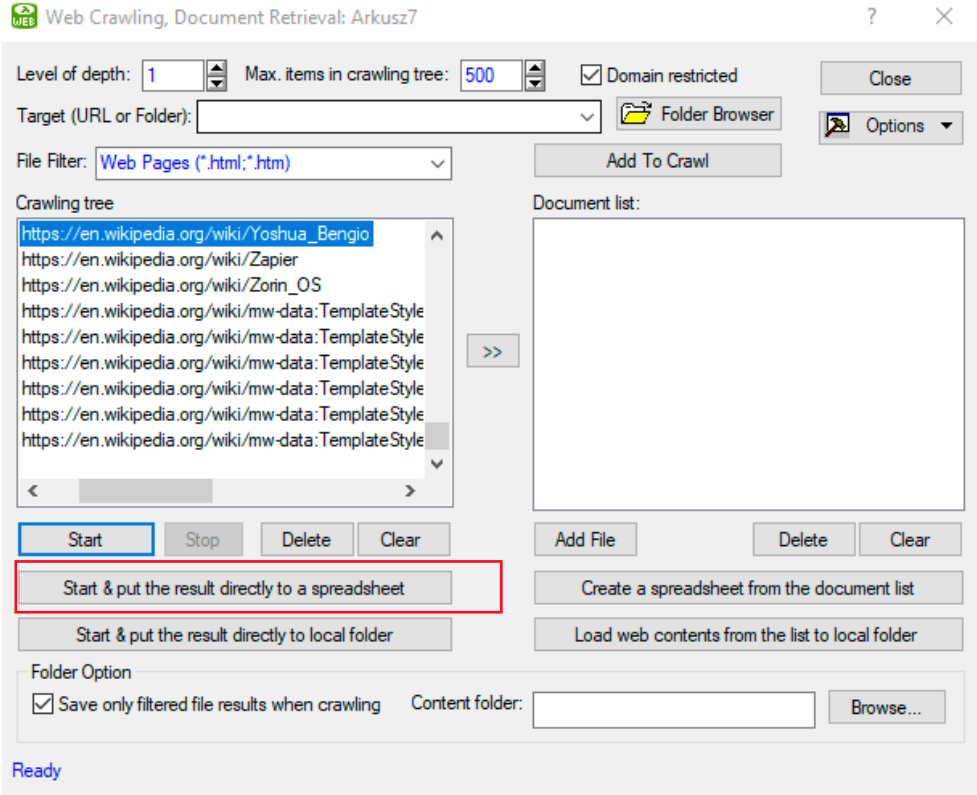 WEB Web Crawling, Document Retrieval: Arkusz7 ?
Level of depth: 1 Max. items in crawling tree: 500 Domain restricted Close
Target (URL or Folder): Folder Browser Options
File Filter: Web Pages (*.html;*.htm) Add To Crawl
Crawling tree Document list:
https://en.wikipedia.org/wiki/Yoshua_Bengio
https://en.wikipedia.org/wiki/Zapier
https://en.wikipedia.org/wiki/Zorin_OS
https://en.wikipedia.org/wiki/mw-data:TemplateStyle
https://en.wikipedia.org/wiki/mw-data:TemplateStyle
https://en.wikipedia.org/wiki/mw-data:TemplateStyle
https://en.wikipedia.org/wiki/mw-data:TemplateStyle
https://en.wikipedia.org/wiki/mw-data:TemplateStyle
https://en.wikipedia.org/wiki/mw-data:TemplateStyle
>>
Start Stop Delete Clear Add File Delete Clear
Start & put the result directly to a spreadsheet Create a spreadsheet from the document list
Start & put the result directly to local folder Load web contents from the list to local folder
Folder Option
Save only filtered file results when crawling Content folder: Browse...
Ready